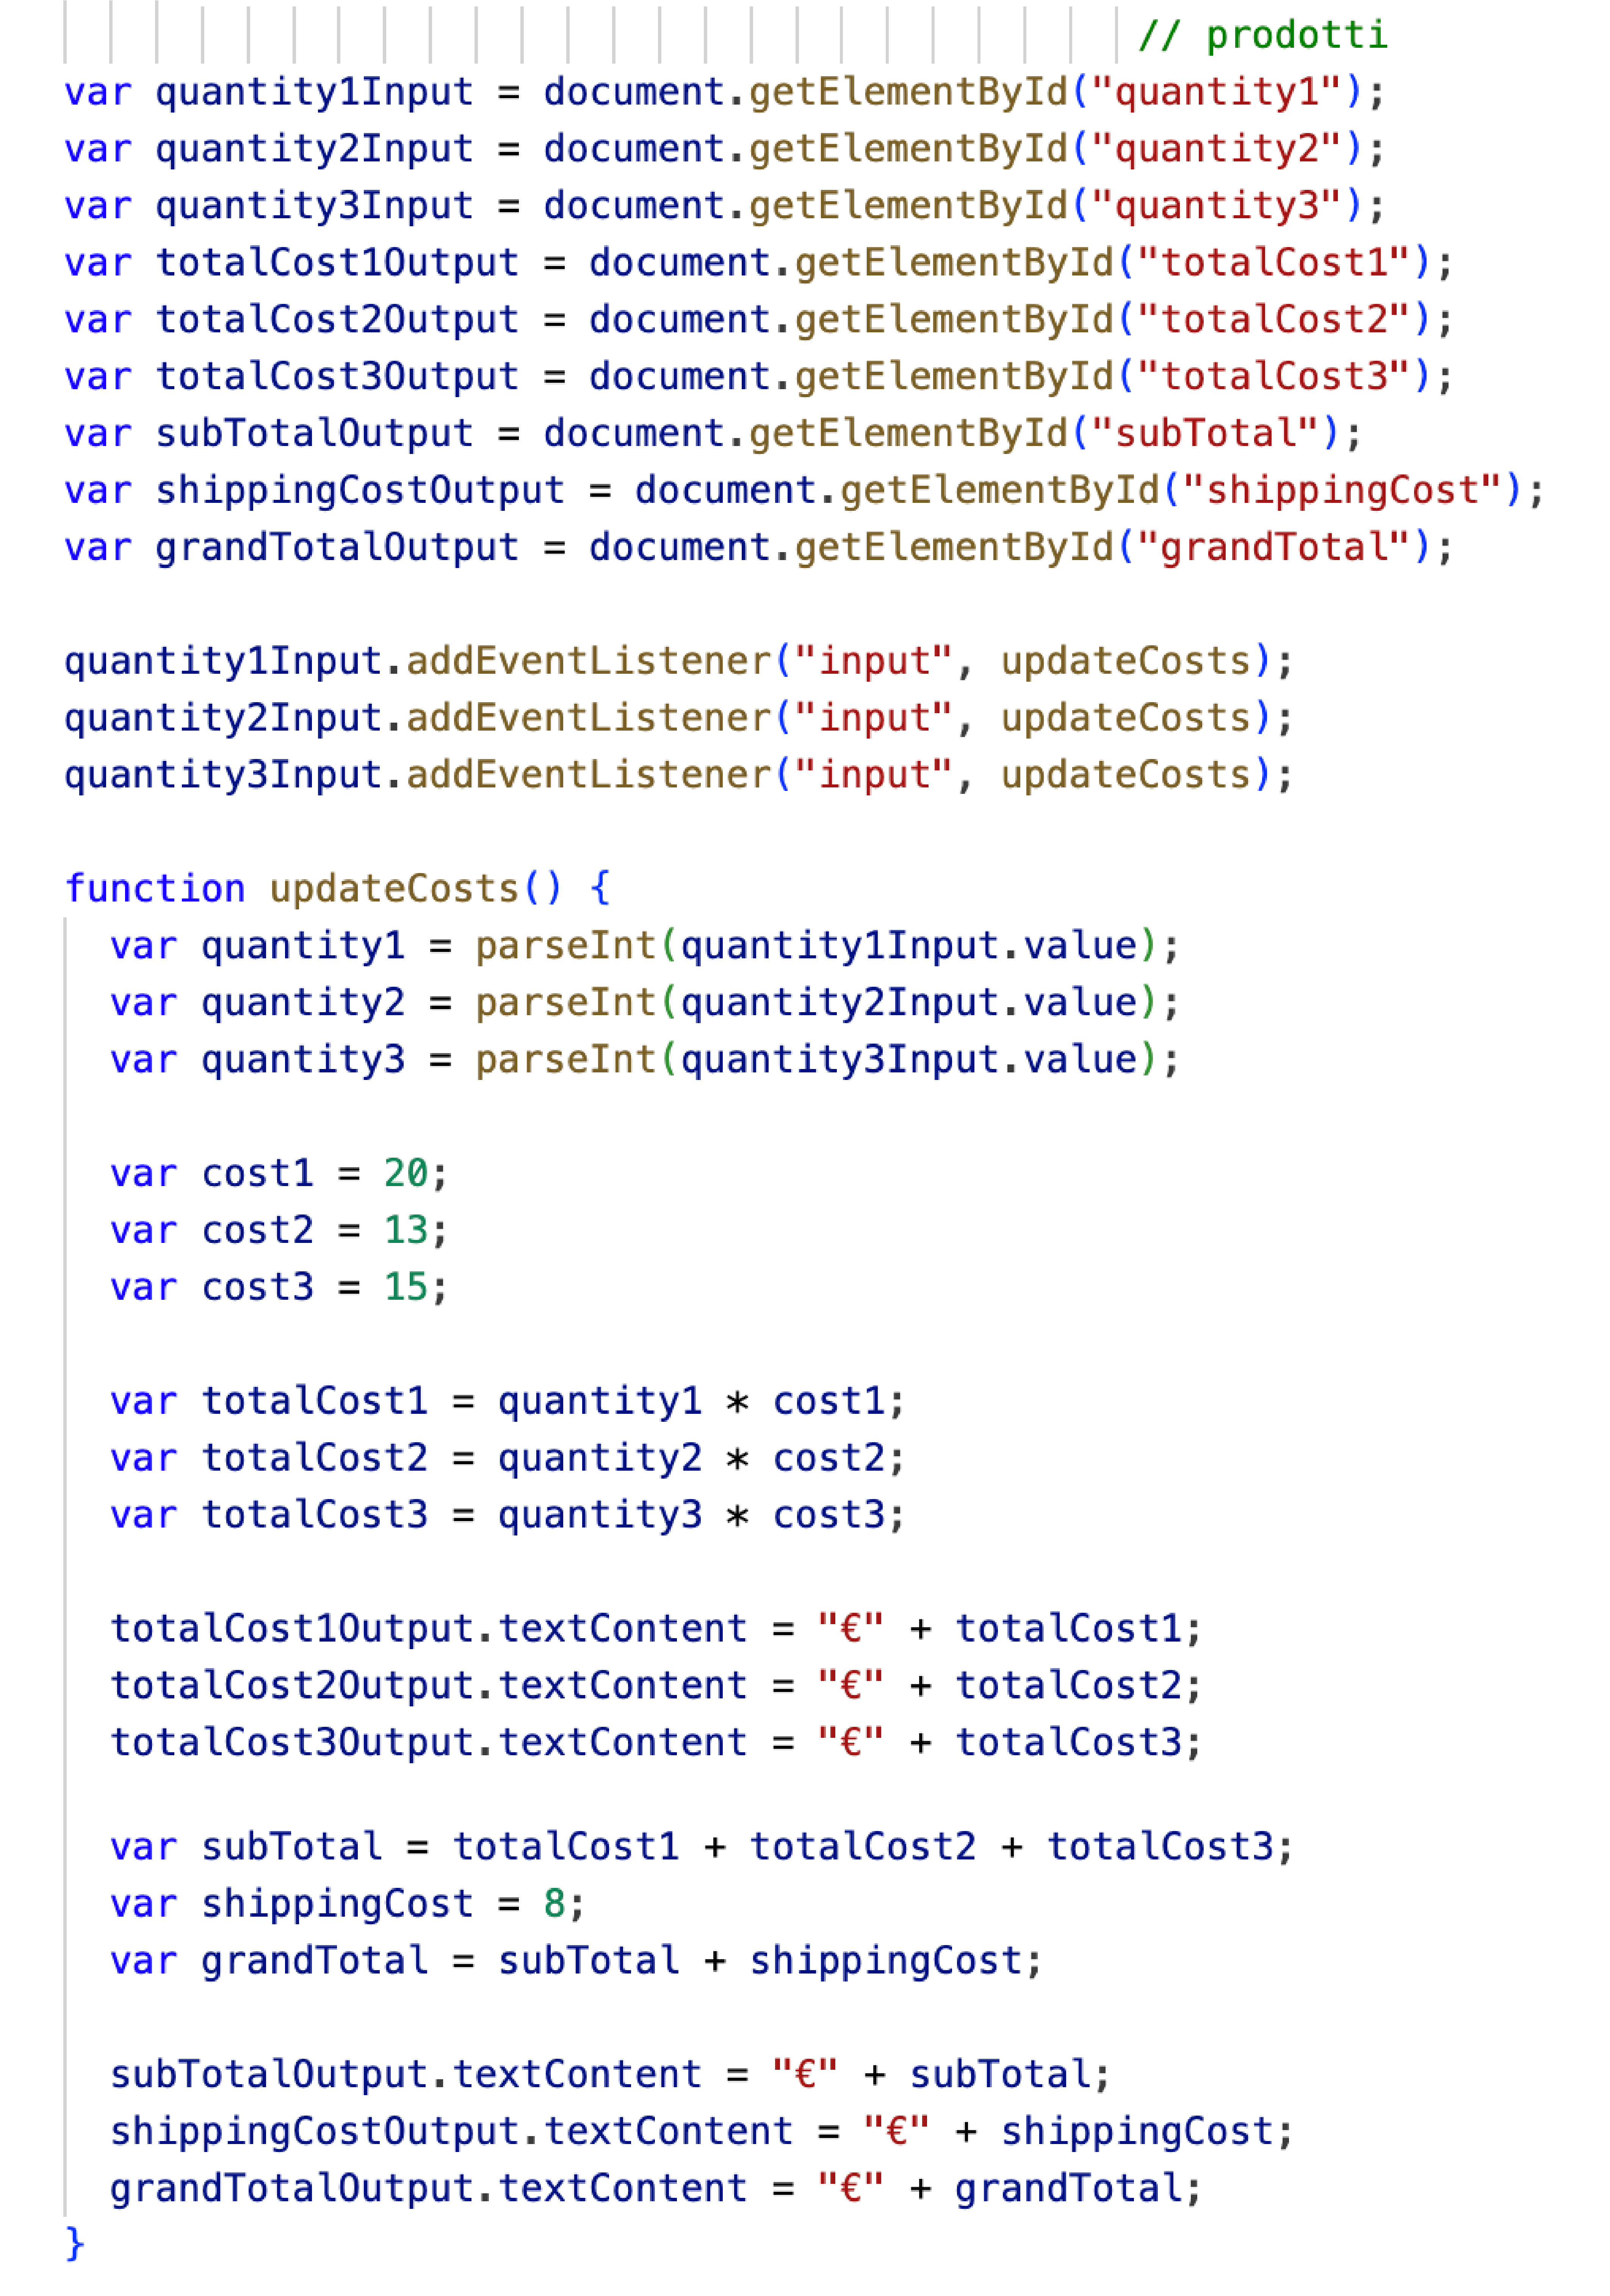 // prodotti
var quantity1Input = document.getElementById("quantity1");
var quantity2Input = document.getElementById("quantity2");
var quantity3Input = document.getElementById("quantity3");
var totalCost1Output = document.getElementById("totalCost1");
var totalCost2Output = document.getElementById("totalCost2");
var totalCost3Output = document.getElementById("totalCost3");
var subTotalOutput = document.getElementById("subTotal");
var shippingCostOutput = document.getElementById("shippingCost");
var grandTotalOutput = document.getElementById("grandTotal");
quantity1Input.addEventListener("input", updateCosts);
quantity2Input.addEventListener("input", updateCosts);
quantity3Input.addEventListener("input", updateCosts);
function updateCosts() {
var quantity1 = parseInt(quantity1Input.value);
var quantity2 = parseInt(quantity2Input.value);
var quantity3 = parseInt(quantity3Input.value);
var cost1 = 20;
var cost2 = 13;
var cost3 = 15;
var totalCost1 = quantity1 * cost1;
var totalCost2 = quantity2 * cost2;
var totalCost3 = quantity3 * cost3;
totalCost1Output.textContent = "€" + totalCost1;
totalCost2Output.textContent = "€" + totalCost2;
totalCost3Output.textContent = "€" + totalCost3;
var subTotal = totalCost1 + totalCost2 + totalCost3;
var shippingCost = 8;
var grandTotal = subTotal + shippingCost;
subTotalOutput.textContent = "€" + subTotal;
shippingCostOutput.textContent = "€" + shippingCost;
grandTotalOutput.textContent = "€" + grandTotal;
}